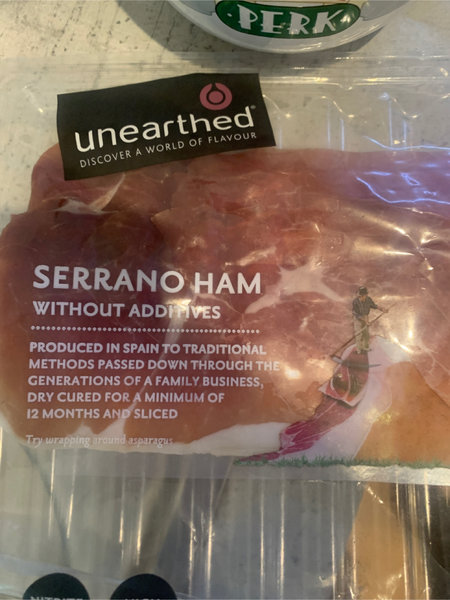 PERK
unearthed®
DISCOVER A WORLD OF FLAVOUR
SERRANO HAM
WITHOUT ADDITIVES
PRODUCED IN SPAIN TO TRADITIONAL
METHODS PASSED DOWN THROUGH THE
GENERATIONS OF A FAMILY BUSINESS,
DRY CURED FOR A MINIMUM OF
12 MONTHS AND SLICED
Try wrapping around asparagus